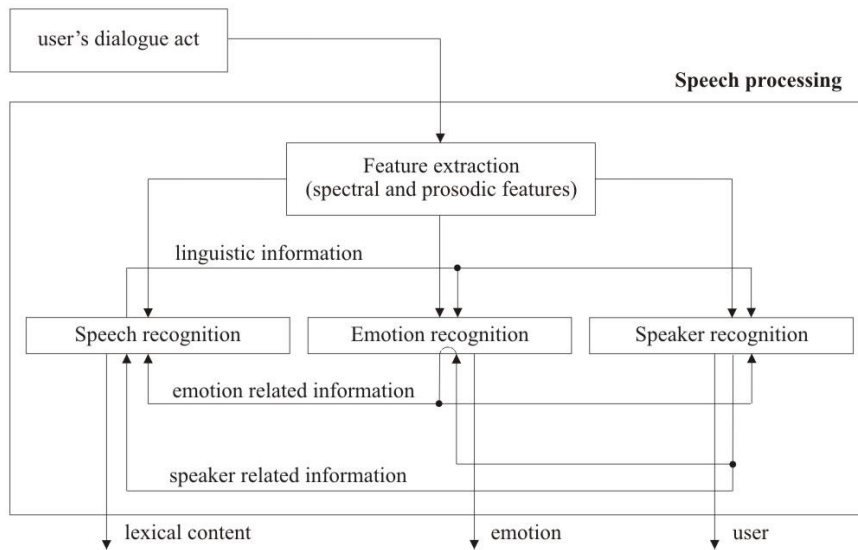 user’s dialogue act
Speech processing
Feature extraction
(spectral and prosodic features)
linguistic information
Speech recognition
Emotion recognition
Speaker recognition
emotion related information
speaker related information
lexical content
emotion
user